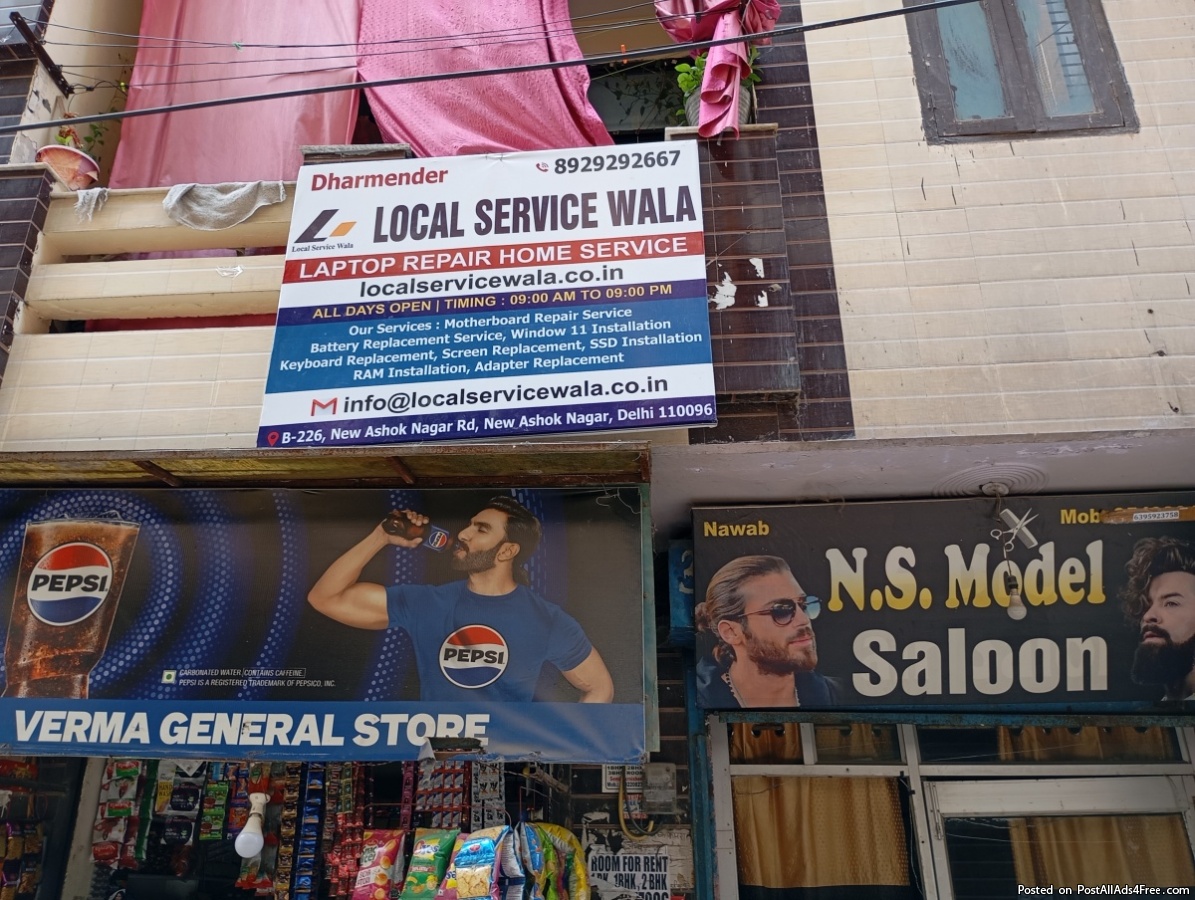 Dharmender
8929292667
Local Service Wala
LOCAL SERVICE WALA
LAPTOP REPAIR HOME SERVICE
localservicewala.co.in
ALL DAYS OPEN | TIMING : 09:00 AM TO 09:00 PM
Our Services : Motherboard Repair Service
Battery Replacement Service, Window 11 Installation
Keyboard Replacement, Screen Replacement, SSD Installation
RAM Installation, Adapter Replacement
info@localservicewala.co.in
B-226, New Ashok Nagar Rd, New Ashok Nagar, Delhi 110096
PEPSI
PEPSI
CARBONATED WATER (CONTAINS CAFFEINE)
PEPSI IS A REGISTERED TRADEMARK OF PEPSICO, INC.
VERMA GENERAL STORE
Nawab
Mob
6395923758
N.S. Model
Saloon
ROOM FOR RENT
1BHK, 2 BHK
Posted on PostAllAds4Free.com